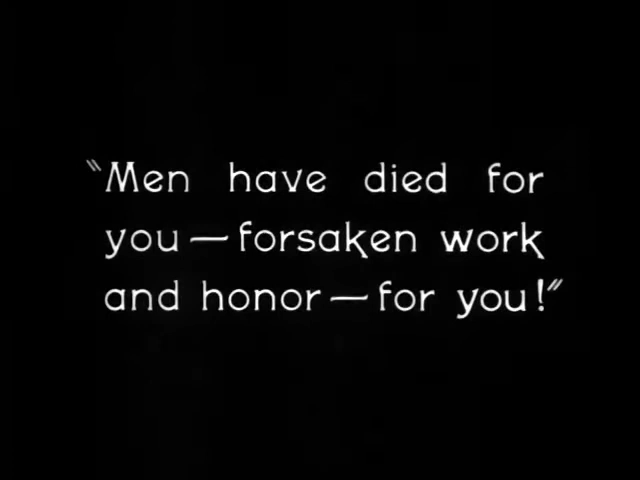 "Men have died for
you—forsaken work
and honor—for you!"